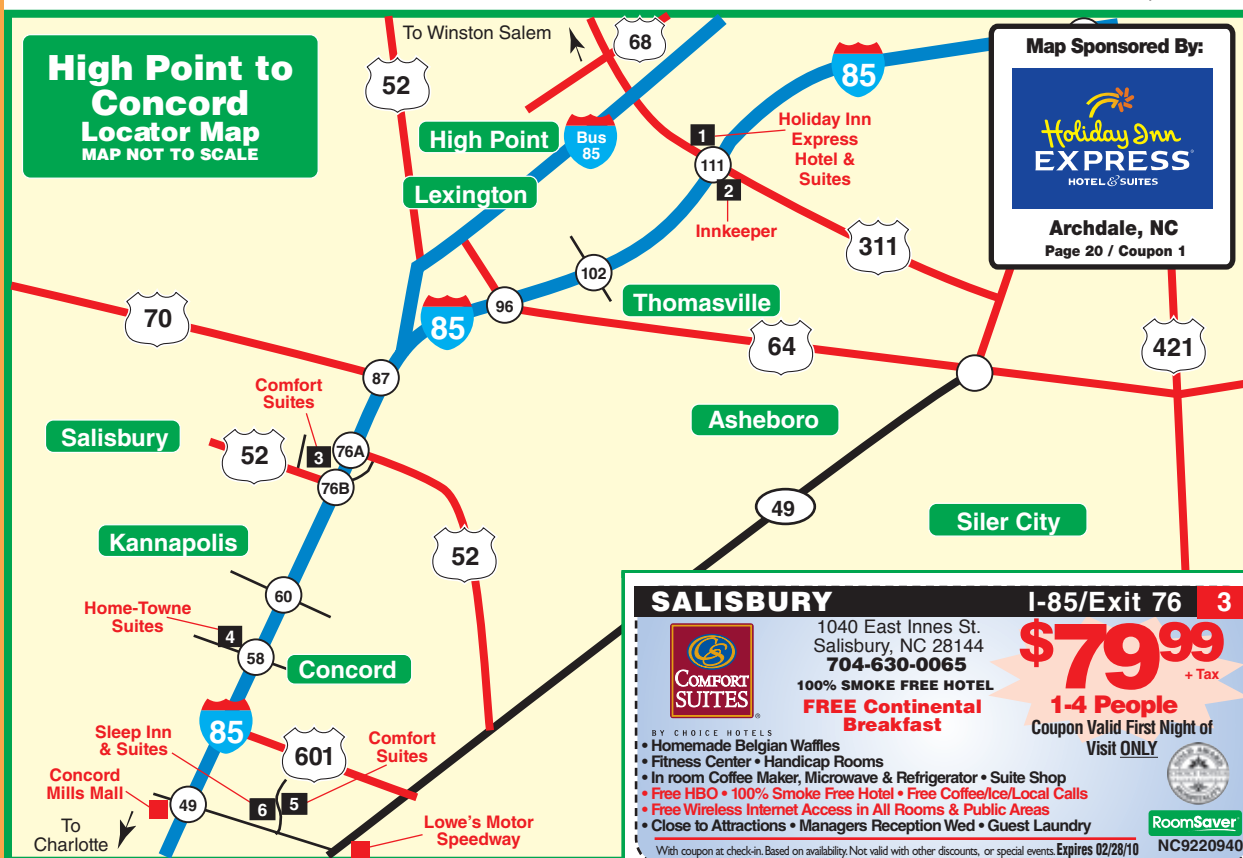 High Point to
Concord
Locator Map
MAP NOT TO SCALE
To Winston Salem
52
68
85
High Point
Bus
85
Lexington
1
111
2
Holiday Inn
Express
Hotel &
Suites
Innkeeper
311
Map Sponsored By:
Holiday Inn
EXPRESS
HOTEL & SUITES
Archdale, NC
Page 20 / Coupon 1
102
Thomasville
96
85
70
64
421
87
Comfort
Suites
Salisbury
52
3
76A
76B
Asheboro
49
Siler City
Kannapolis
52
60
Home-Towne
Suites
4
58
Concord
85
Sleep Inn
& Suites
601
Comfort
Suites
Concord
Mills Mall
49
6
5
To
Charlotte
Lowe's Motor
Speedway
SALISBURY
I-85/Exit 76
3
COMFORT
SUITES
BY CHOICE HOTELS
1040 East Innes St.
Salisbury, NC 28144
704-630-0065
100% SMOKE FREE HOTEL
FREE Continental
Breakfast
$79.99
+ Tax
1-4 People
Coupon Valid First Night of
Visit ONLY
• Homemade Belgian Waffles
• Fitness Center • Handicap Rooms
• In room Coffee Maker, Microwave & Refrigerator • Suite Shop
• Free HBO • 100% Smoke Free Hotel • Free Coffee/Ice/Local Calls
• Free Wireless Internet Access in All Rooms & Public Areas
• Close to Attractions • Managers Reception Wed • Guest Laundry
With coupon at check-in. Based on availability. Not valid with other discounts, or special events. Expires 02/28/10
CHOICE HOTELS
RoomSaver
NC9220940